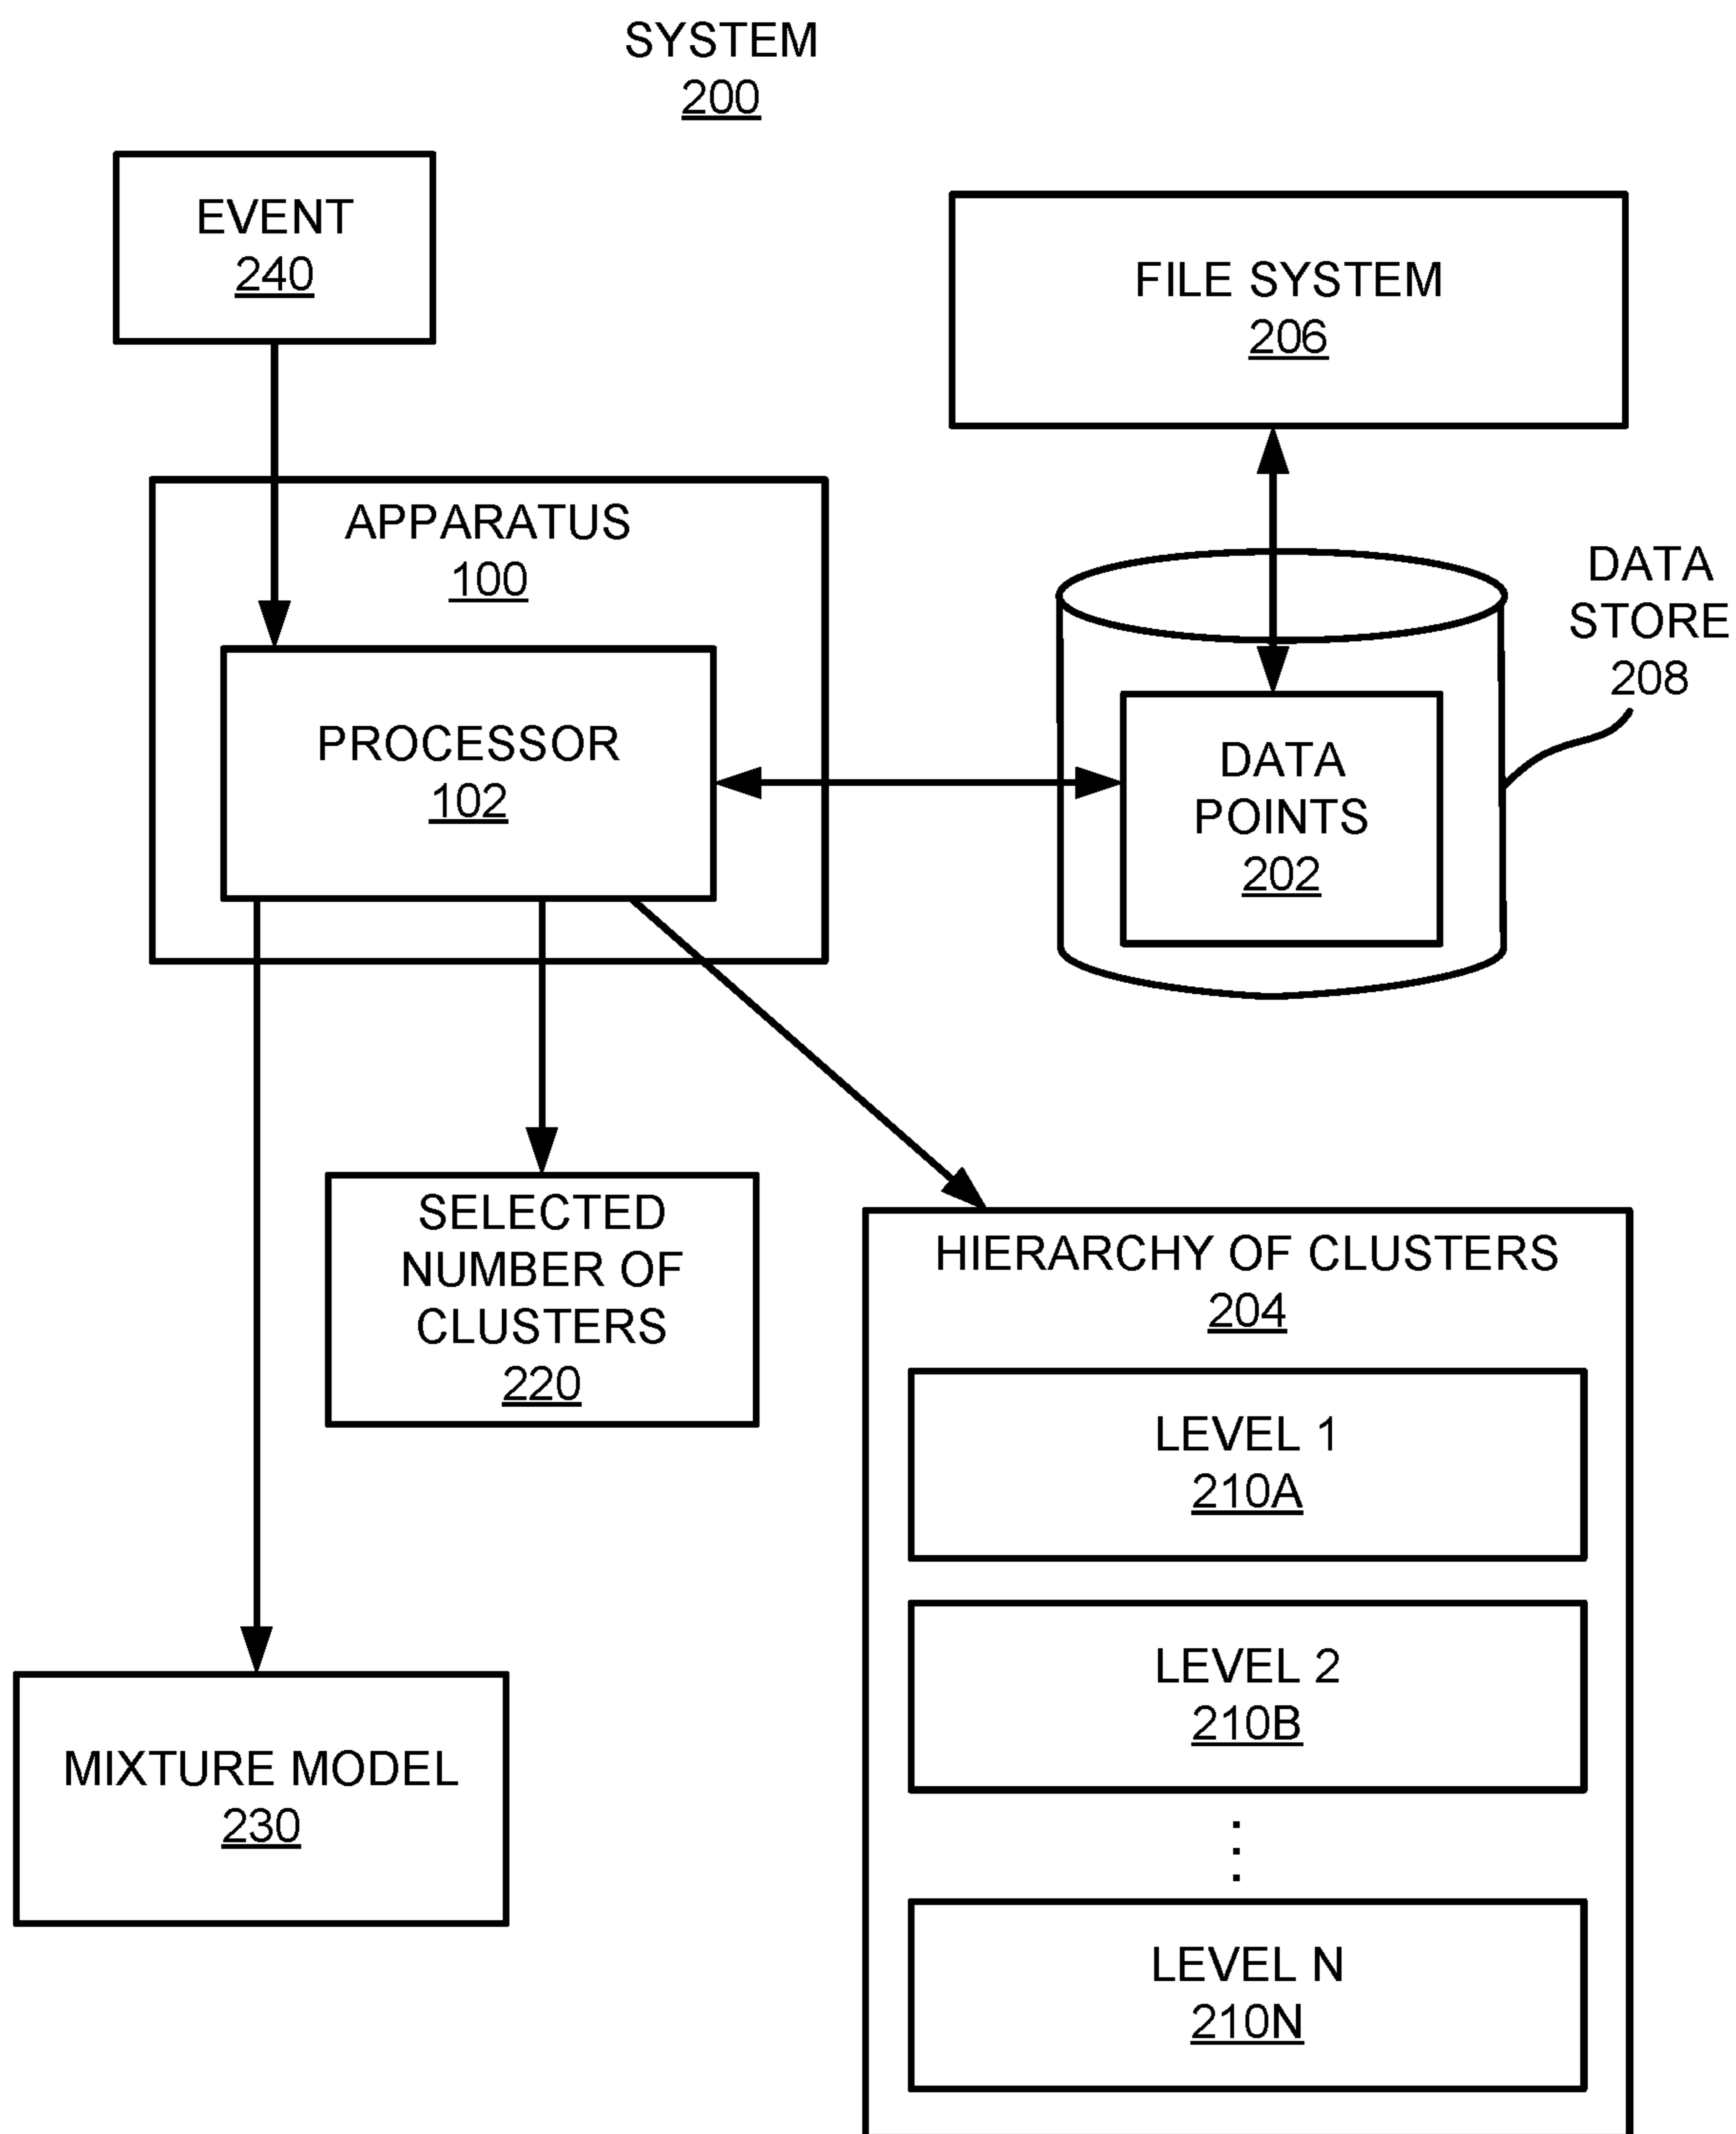 SYSTEM
200
EVENT
240
FILE SYSTEM
206
APPARATUS
100
PROCESSOR
102
DATA
STORE
208
DATA
POINTS
202
SELECTED
NUMBER OF
CLUSTERS
220
HIERARCHY OF CLUSTERS
204
LEVEL 1
210A
LEVEL 2
210B
LEVEL N
210N
MIXTURE MODEL
230